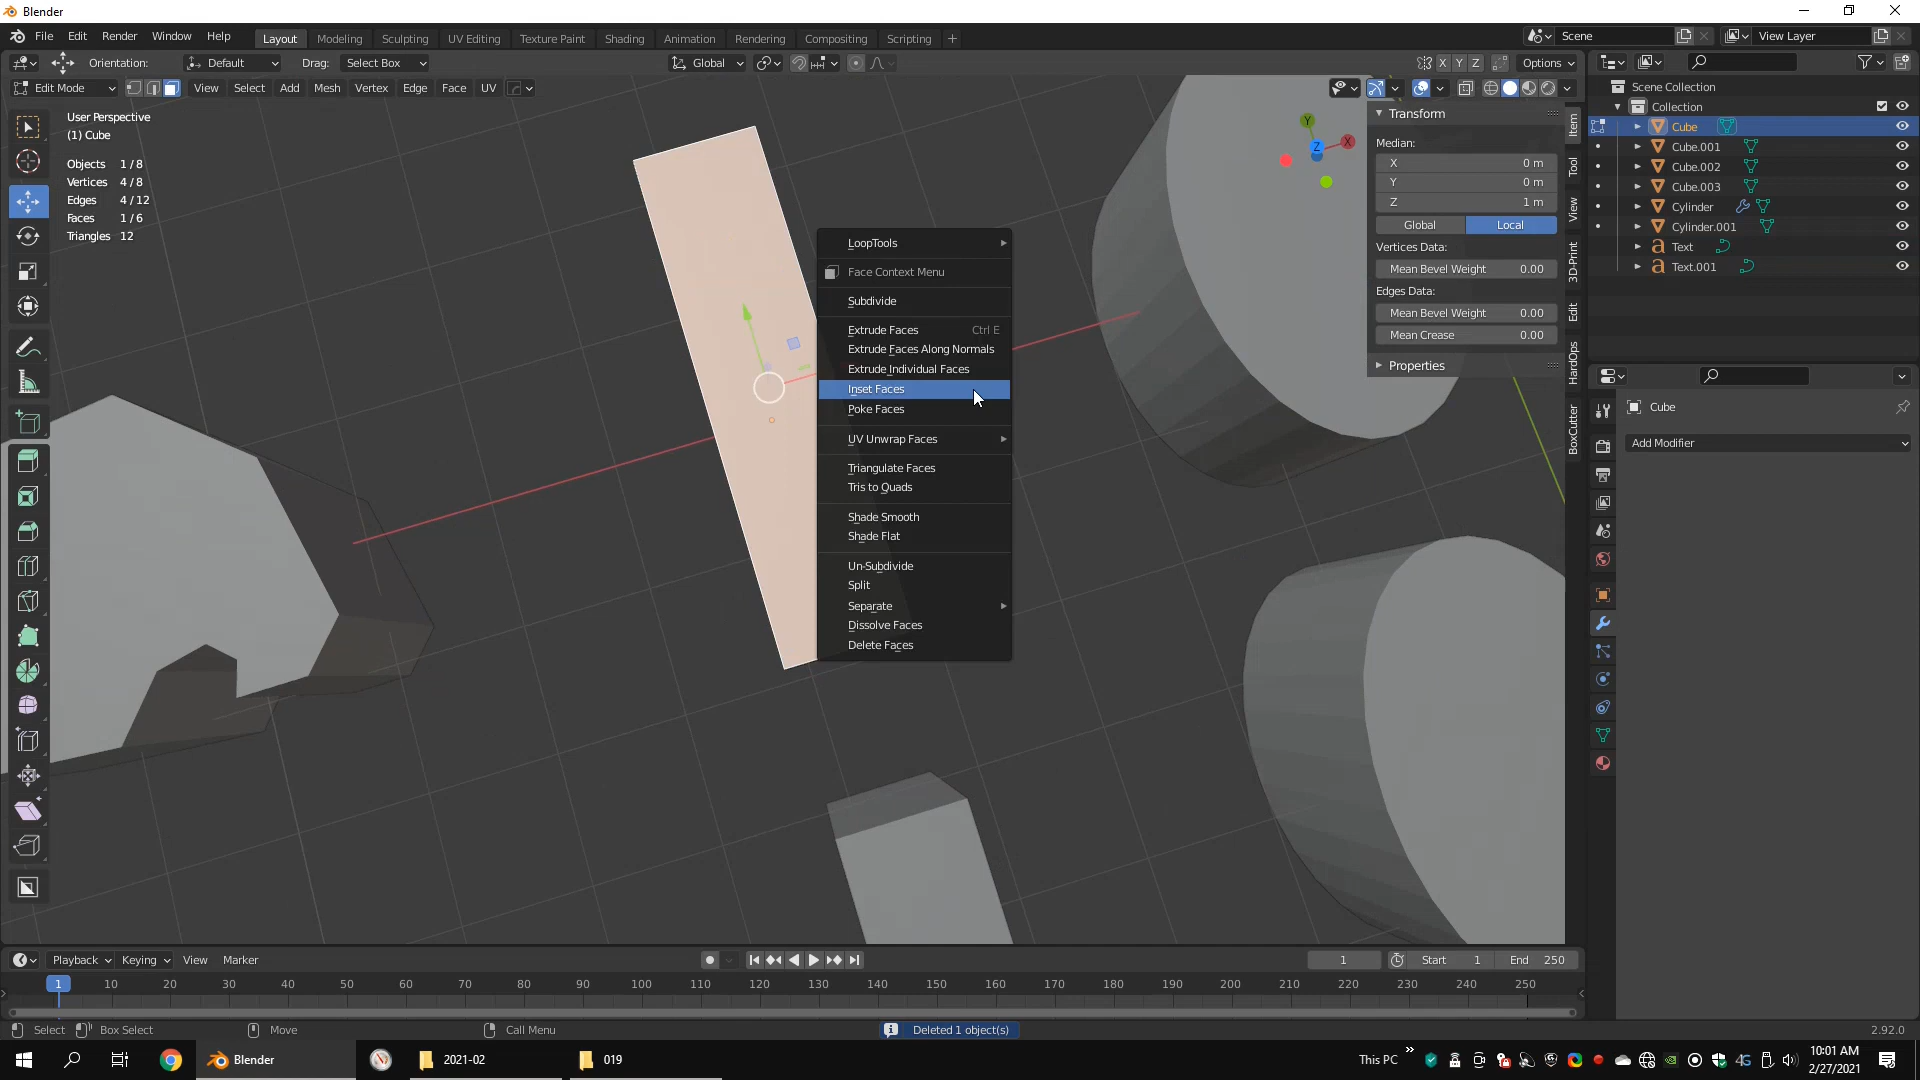 Blender
File Edit Render Window Help Layout Modeling Sculpting UV Editing Texture Paint Shading Animation Rendering Compositing Scripting + Scene View Layer
Orientation: Default Drag: Select Box Global X Y Z Options
Edit Mode View Select Add Mesh Vertex Edge Face UV
User Perspective
(1) Cube
Objects 1/8
Vertices 4/8
Edges 4/12
Faces 1/6
Triangles 12
LoopTools
Face Context Menu
Subdivide
Extrude Faces Ctrl E
Extrude Faces Along Normals
Extrude Individual Faces
Inset Faces
Poke Faces
UV Unwrap Faces
Triangulate Faces
Tris to Quads
Shade Smooth
Shade Flat
Un-Subdivide
Split
Separate
Dissolve Faces
Delete Faces
Y
X
Z
Transform
Median:
X 0 m
Y 0 m
Z 1 m
Global Local
Vertices Data:
Mean Bevel Weight 0.00
Edges Data:
Mean Bevel Weight 0.00
Mean Crease 0.00
Properties
Item
Tool
View
3D-Print
Edit
HardOps
BoxCutter
Scene Collection
Collection
Cube
Cube.001
Cube.002
Cube.003
Cylinder
Cylinder.001
Text
Text.001
Cube
Add Modifier
Playback Keying View Marker 1 Start 1 End 250
1 10 20 30 40 50 60 70 80 90 100 110 120 130 140 150 160 170 180 190 200 210 220 230 240 250
Select Box Select Move Call Menu Deleted 1 object(s) 2.92.0
Blender 2021-02 019 This PC 4G 10:01 AM
2/27/2021